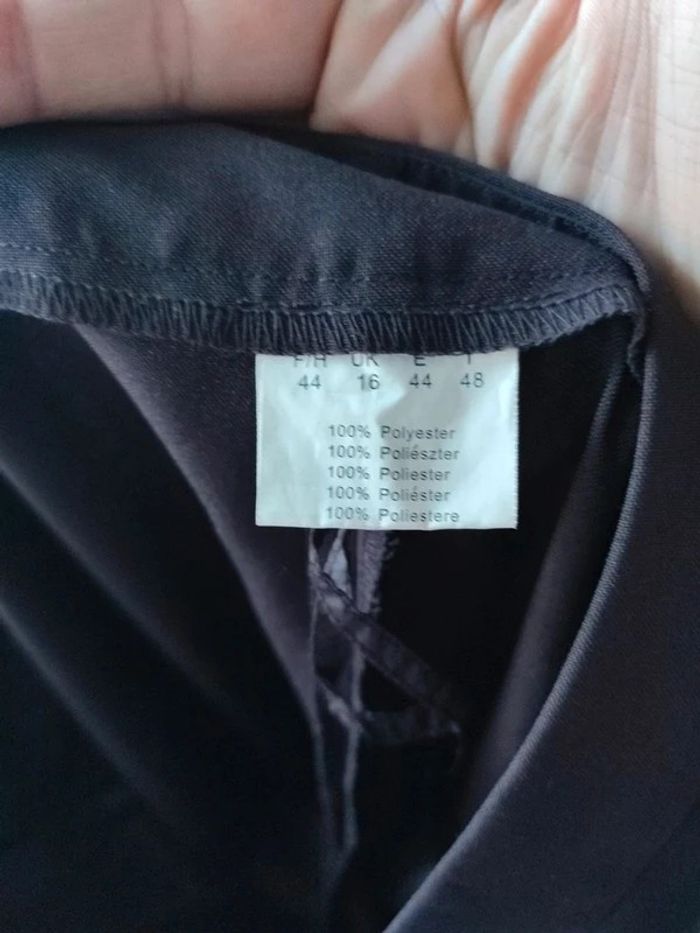 F/H UK E I
44 16 44 48
100% Polyester
100% Poliészter
100% Poliester
100% Poliéster
100% Poliestere